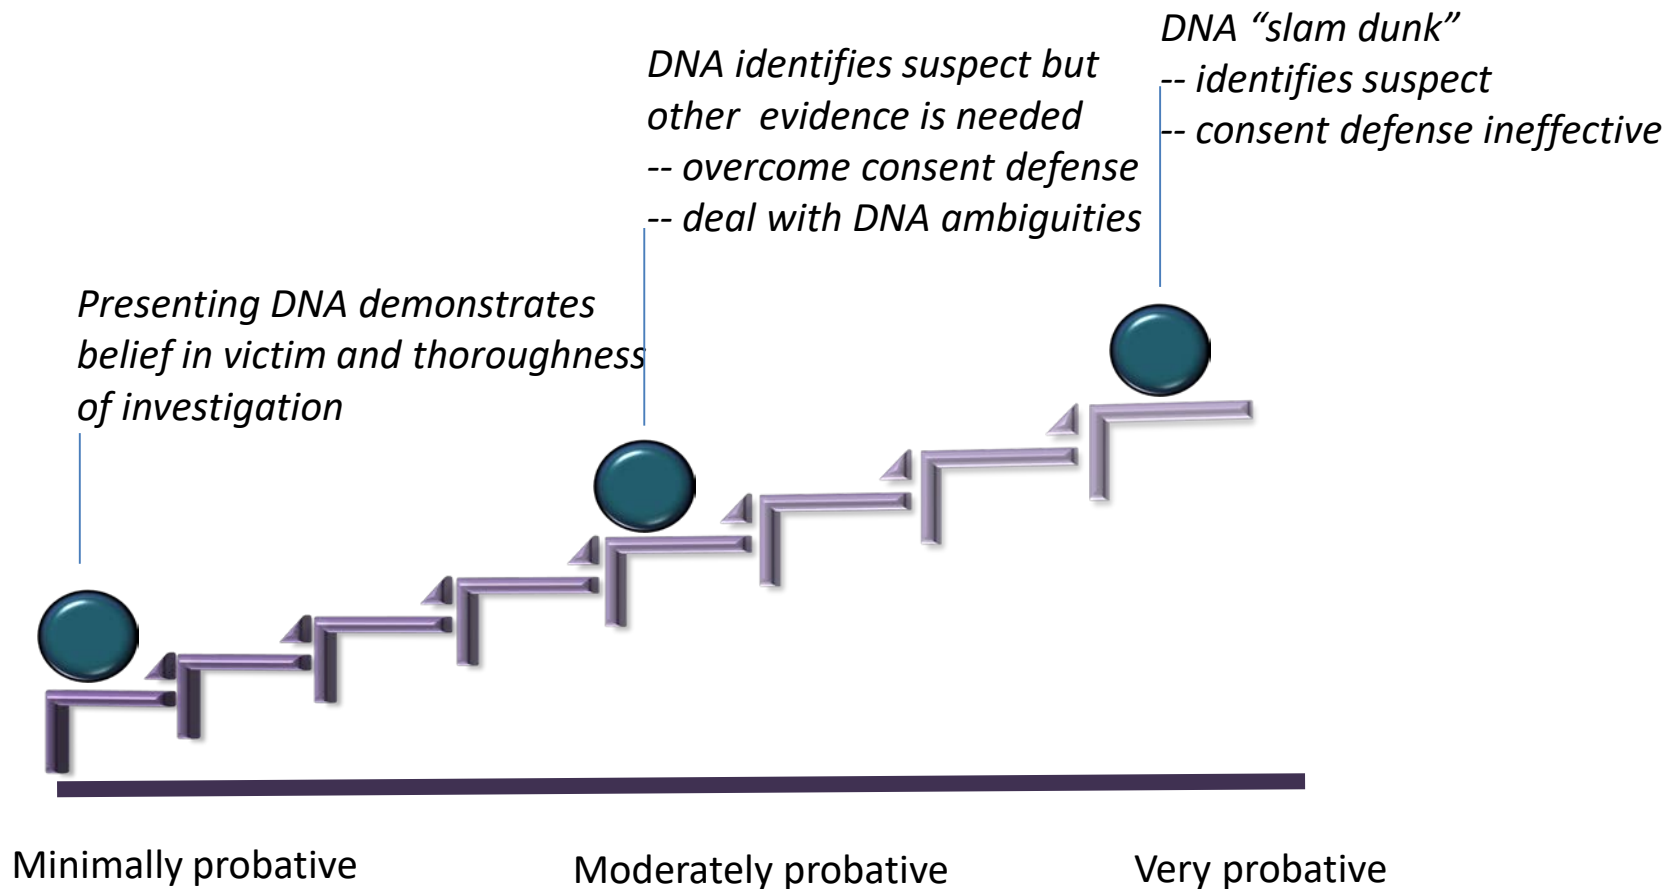 DNA “slam dunk”
-- identifies suspect
-- consent defense ineffective
DNA identifies suspect but
other evidence is needed
-- overcome consent defense
-- deal with DNA ambiguities
Presenting DNA demonstrates
belief in victim and thoroughness
of investigation
Minimally probative
Moderately probative
Very probative